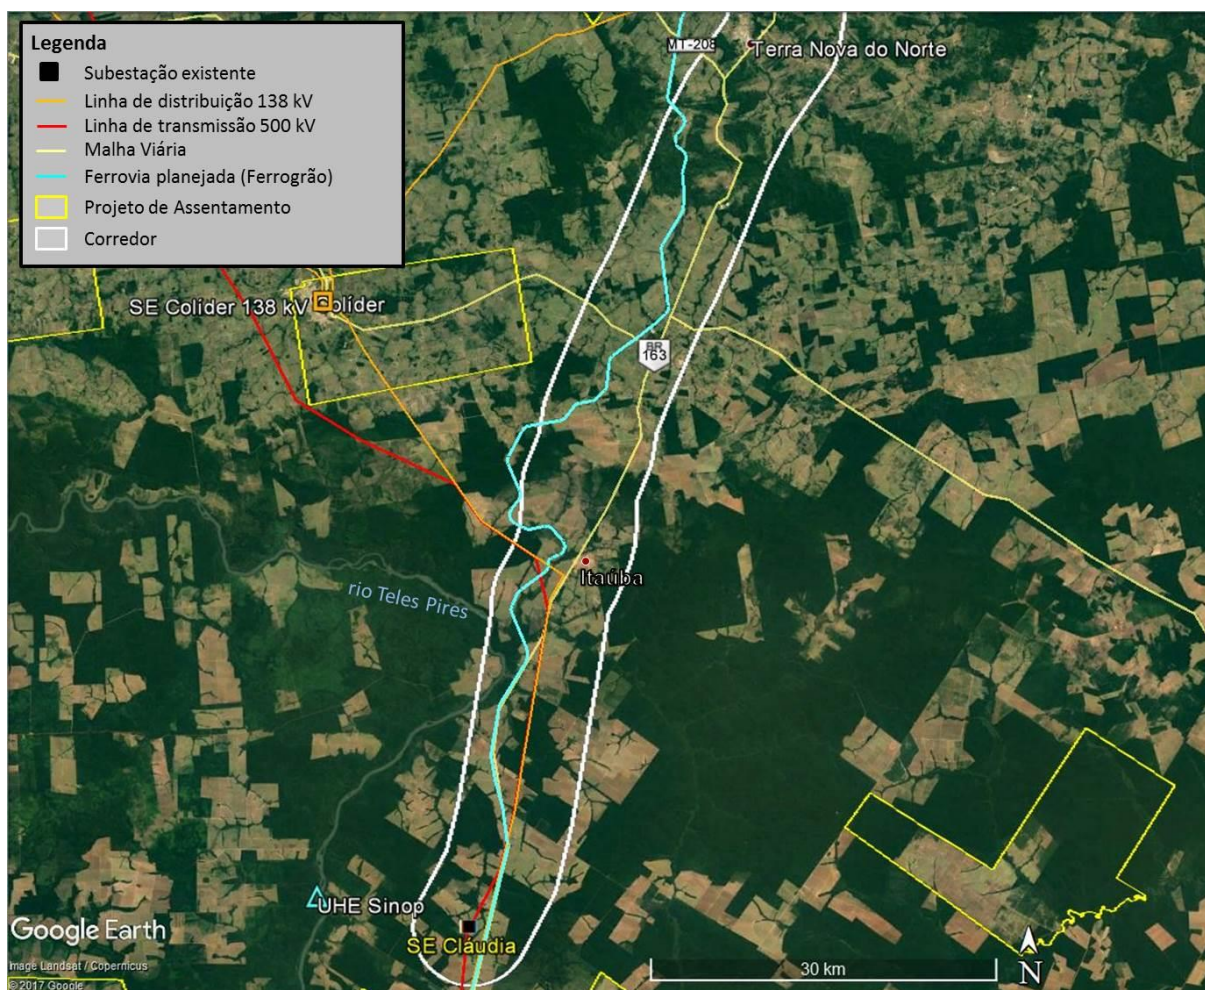 Legenda
Subestação existente
Linha de distribuição 138 kV
Linha de transmissão 500 kV
Malha Viária
Ferrovia planejada (Ferrogrão)
Projeto de Assentamento
Corredor
MT-208
Terra Nova do Norte
SE Colíder 138 kV
Colíder
BR
163
Itaúba
rio Teles Pires
UHE Sinop
SE Cláudia
Google Earth
Image Landsat / Copernicus
© 2017 Google
30 km
N